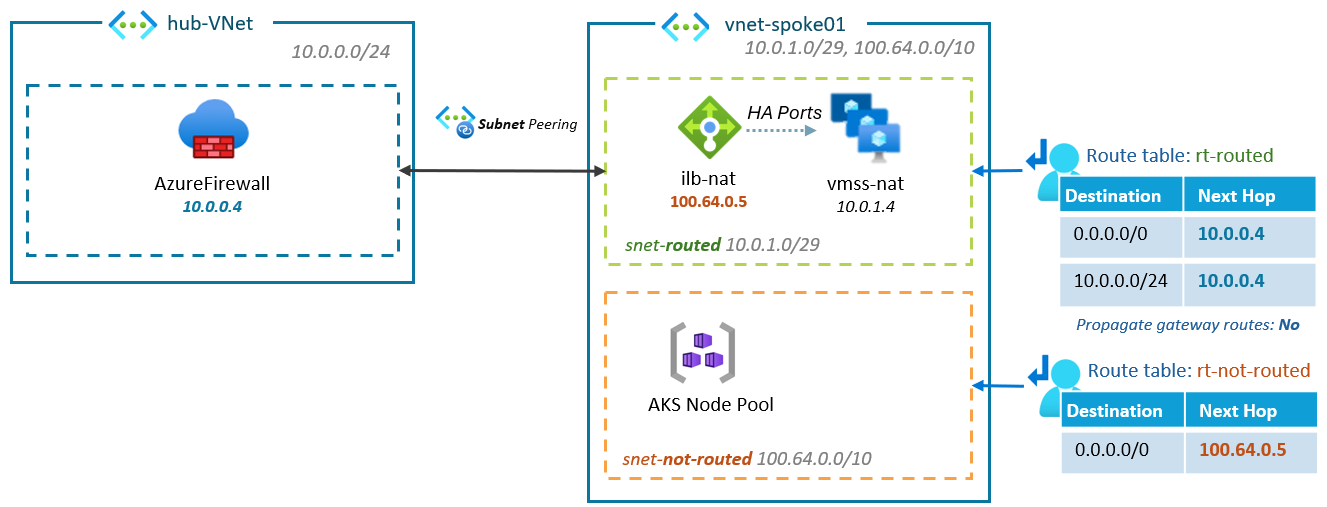 hub-VNet
10.0.0.0/24
AzureFirewall
10.0.0.4
Subnet Peering
vnet-spoke01
10.0.1.0/29, 100.64.0.0/10
HA Ports
ilb-nat
100.64.0.5
vmss-nat
10.0.1.4
snet-routed 10.0.1.0/29
AKS Node Pool
snet-not-routed 100.64.0.0/10
Route table: rt-routed
Destination Next Hop
0.0.0.0/0 10.0.0.4
10.0.0.0/24 10.0.0.4
Propagate gateway routes: No
Route table: rt-not-routed
Destination Next Hop
0.0.0.0/0 100.64.0.5